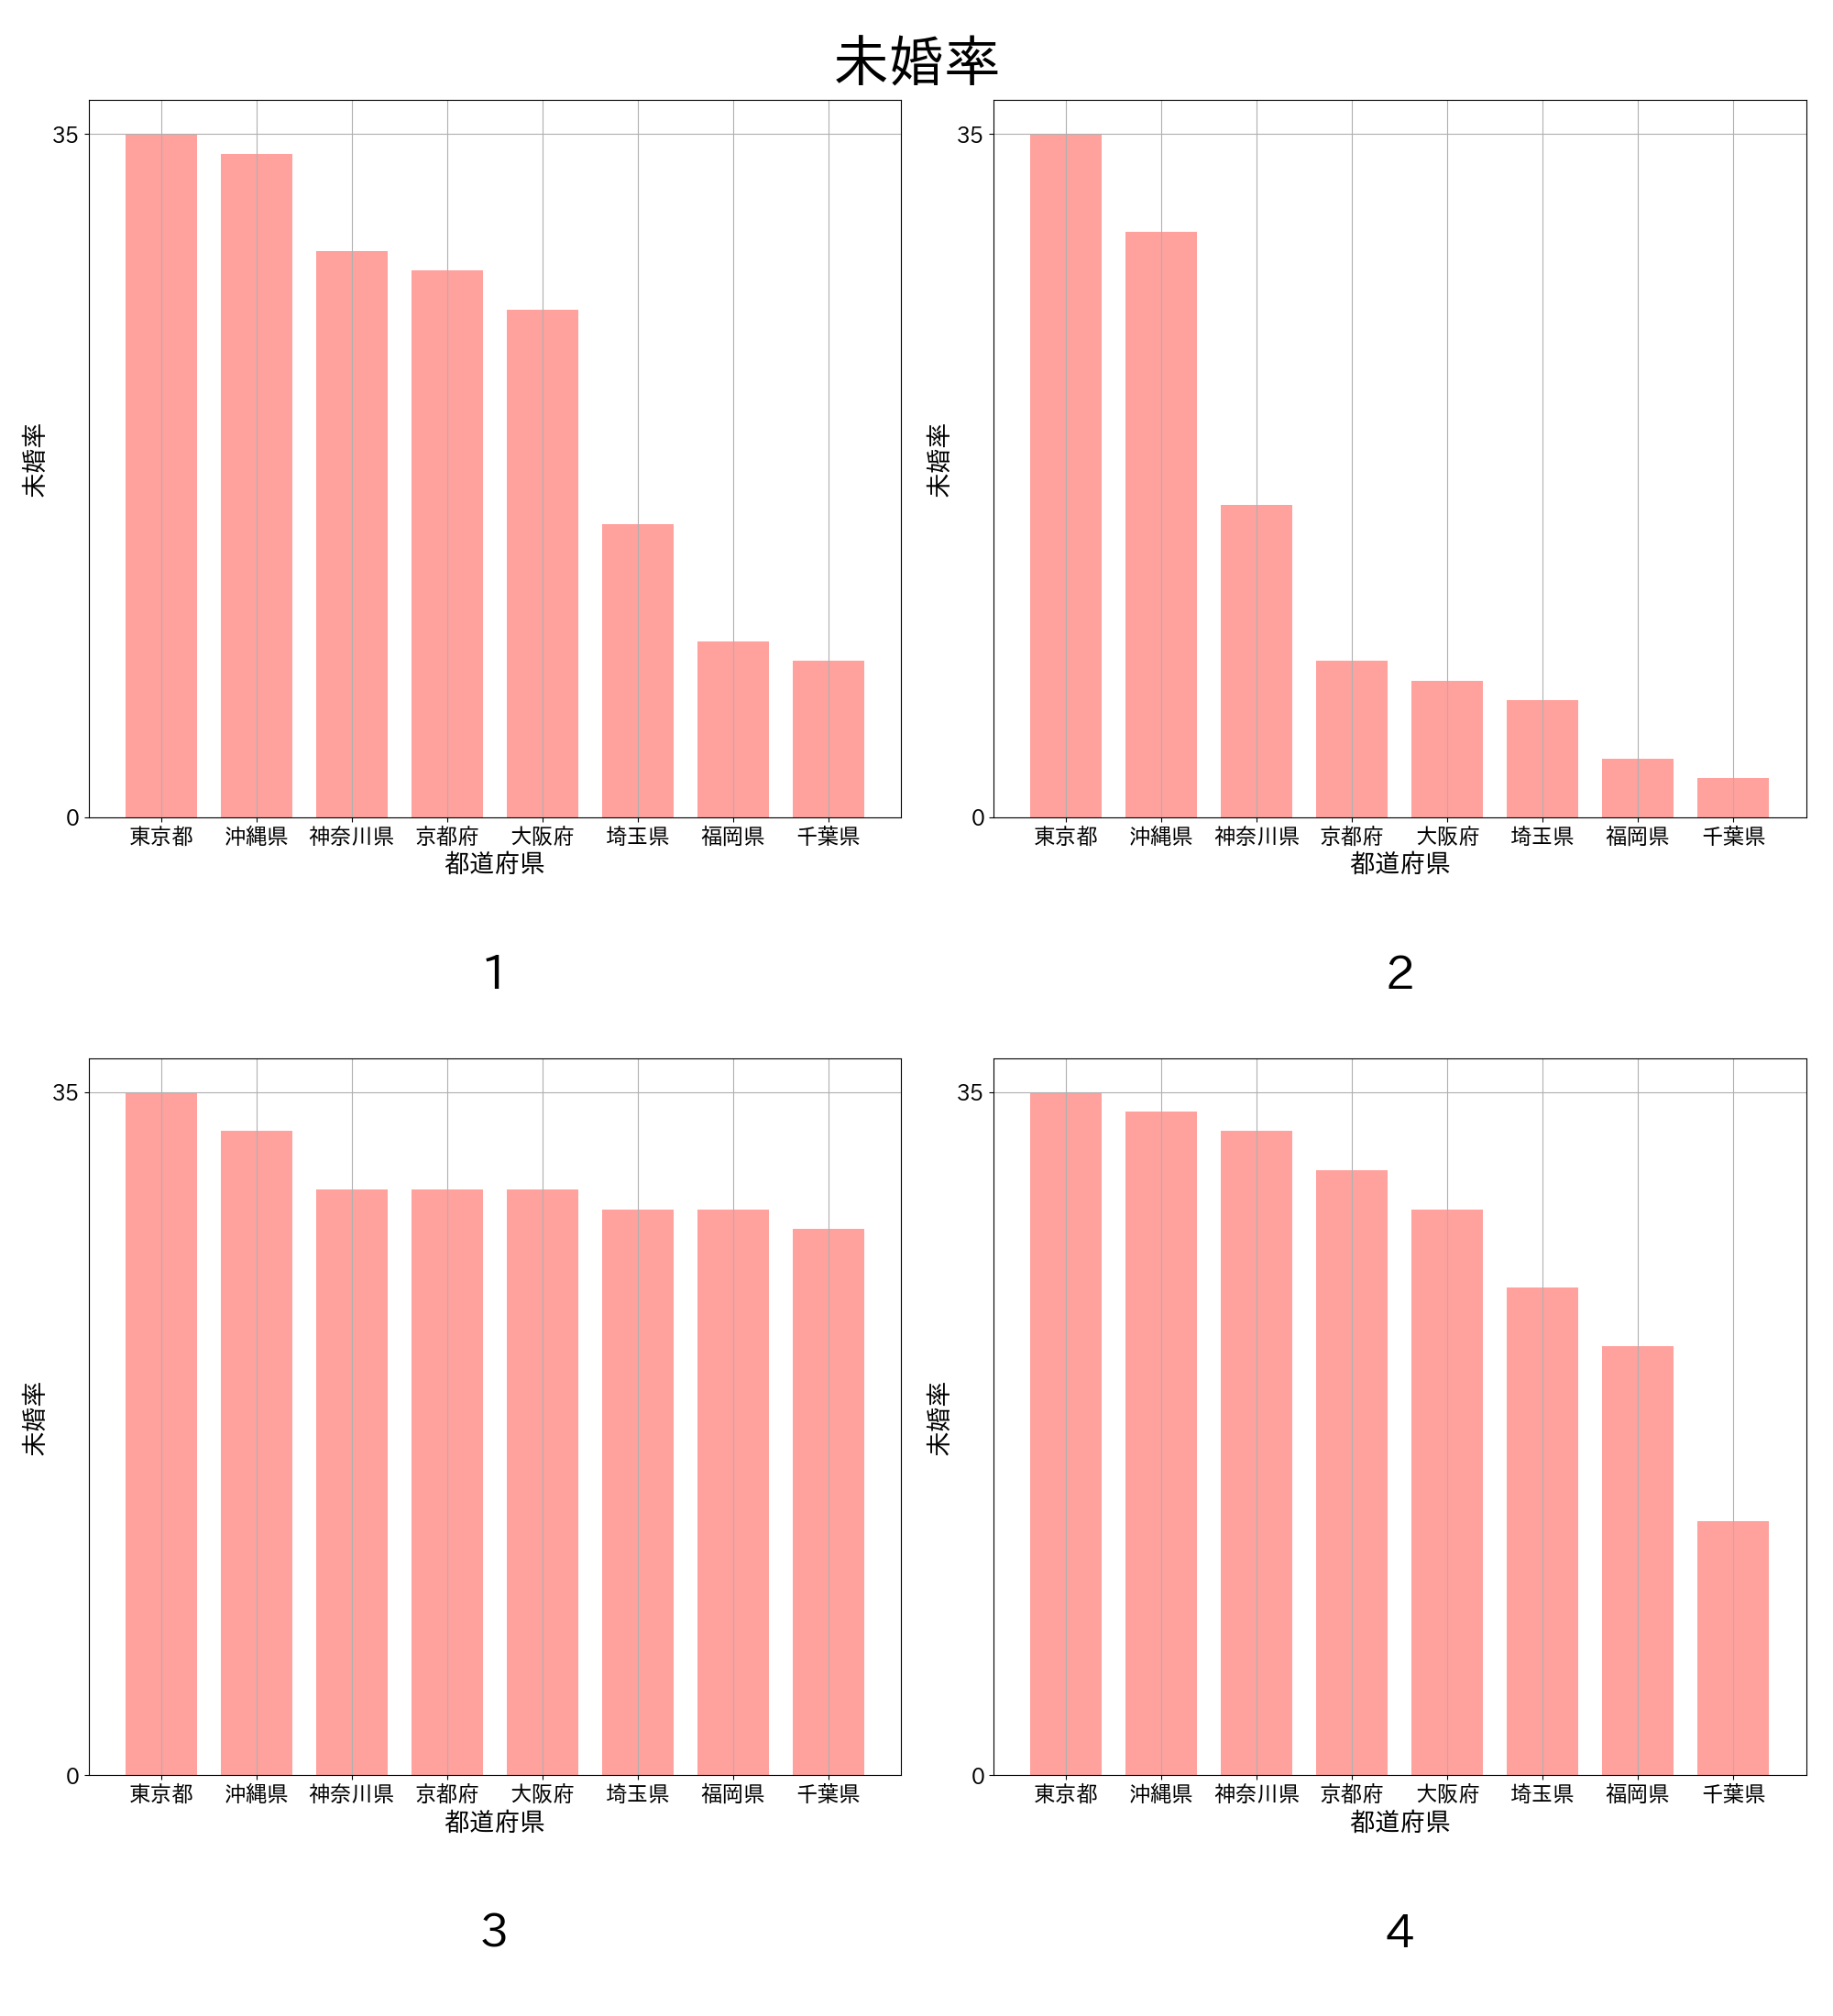 未婚率
35
0
未婚率
東京都 沖縄県 神奈川県 京都府 大阪府 埼玉県 福岡県 千葉県
都道府県
1
35
0
未婚率
東京都 沖縄県 神奈川県 京都府 大阪府 埼玉県 福岡県 千葉県
都道府県
2
35
0
未婚率
東京都 沖縄県 神奈川県 京都府 大阪府 埼玉県 福岡県 千葉県
都道府県
3
35
0
未婚率
東京都 沖縄県 神奈川県 京都府 大阪府 埼玉県 福岡県 千葉県
都道府県
4